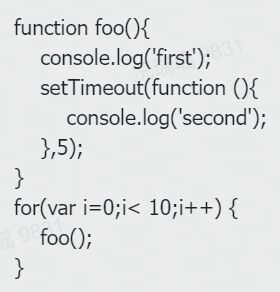 function foo(){
console.log('first');
setTimeout(function (){
console.log('second');
},5);
}
for(var i=0;i< 10;i++) {
foo();
}